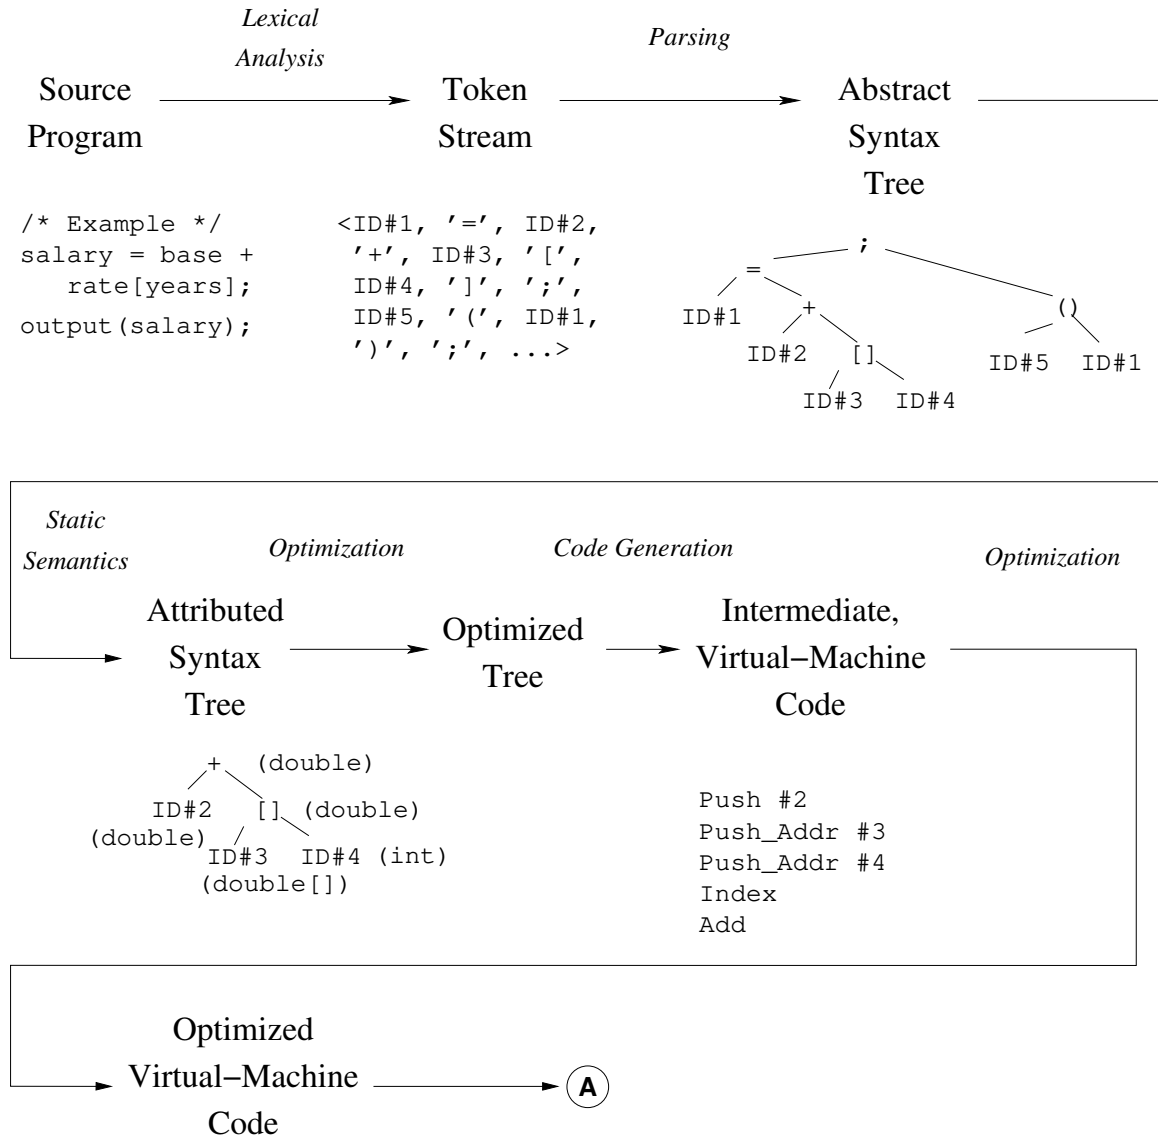 Lexical
Analysis
Parsing
Source
Program
Token
Stream
Abstract
Syntax
Tree
/* Example */
salary = base +
rate[years];
output(salary);
<ID#1, '=', ID#2,
'+', ID#3, '[',
ID#4, ']', ';',
ID#5, '(', ID#1,
')', ';', ...>
;
=
ID#1
+
()
ID#2
[]
ID#5 ID#1
ID#3 ID#4
Static
Semantics
Optimization
Code Generation
Optimization
Attributed
Syntax
Tree
Optimized
Tree
Intermediate,
Virtual–Machine
Code
+ (double)
ID#2 [] (double)
(double)
ID#3 ID#4 (int)
(double[])
Push #2
Push_Addr #3
Push_Addr #4
Index
Add
Optimized
Virtual–Machine
Code
A